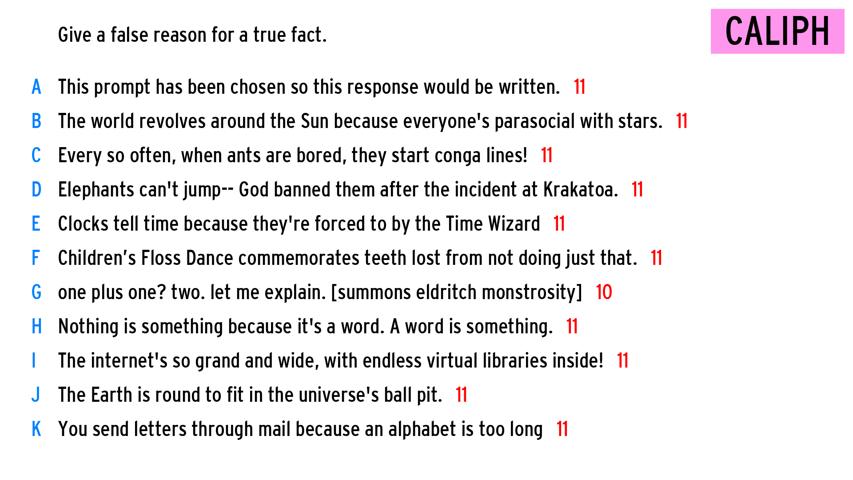 Give a false reason for a true fact.
CALIPH
A This prompt has been chosen so this response would be written. 11
B The world revolves around the Sun because everyone's parasocial with stars. 11
C Every so often, when ants are bored, they start conga lines! 11
D Elephants can't jump-- God banned them after the incident at Krakatoa. 11
E Clocks tell time because they're forced to by the Time Wizard 11
F Children’s Floss Dance commemorates teeth lost from not doing just that. 11
G one plus one? two. let me explain. [summons eldritch monstrosity] 10
H Nothing is something because it's a word. A word is something. 11
I The internet's so grand and wide, with endless virtual libraries inside! 11
J The Earth is round to fit in the universe's ball pit. 11
K You send letters through mail because an alphabet is too long 11